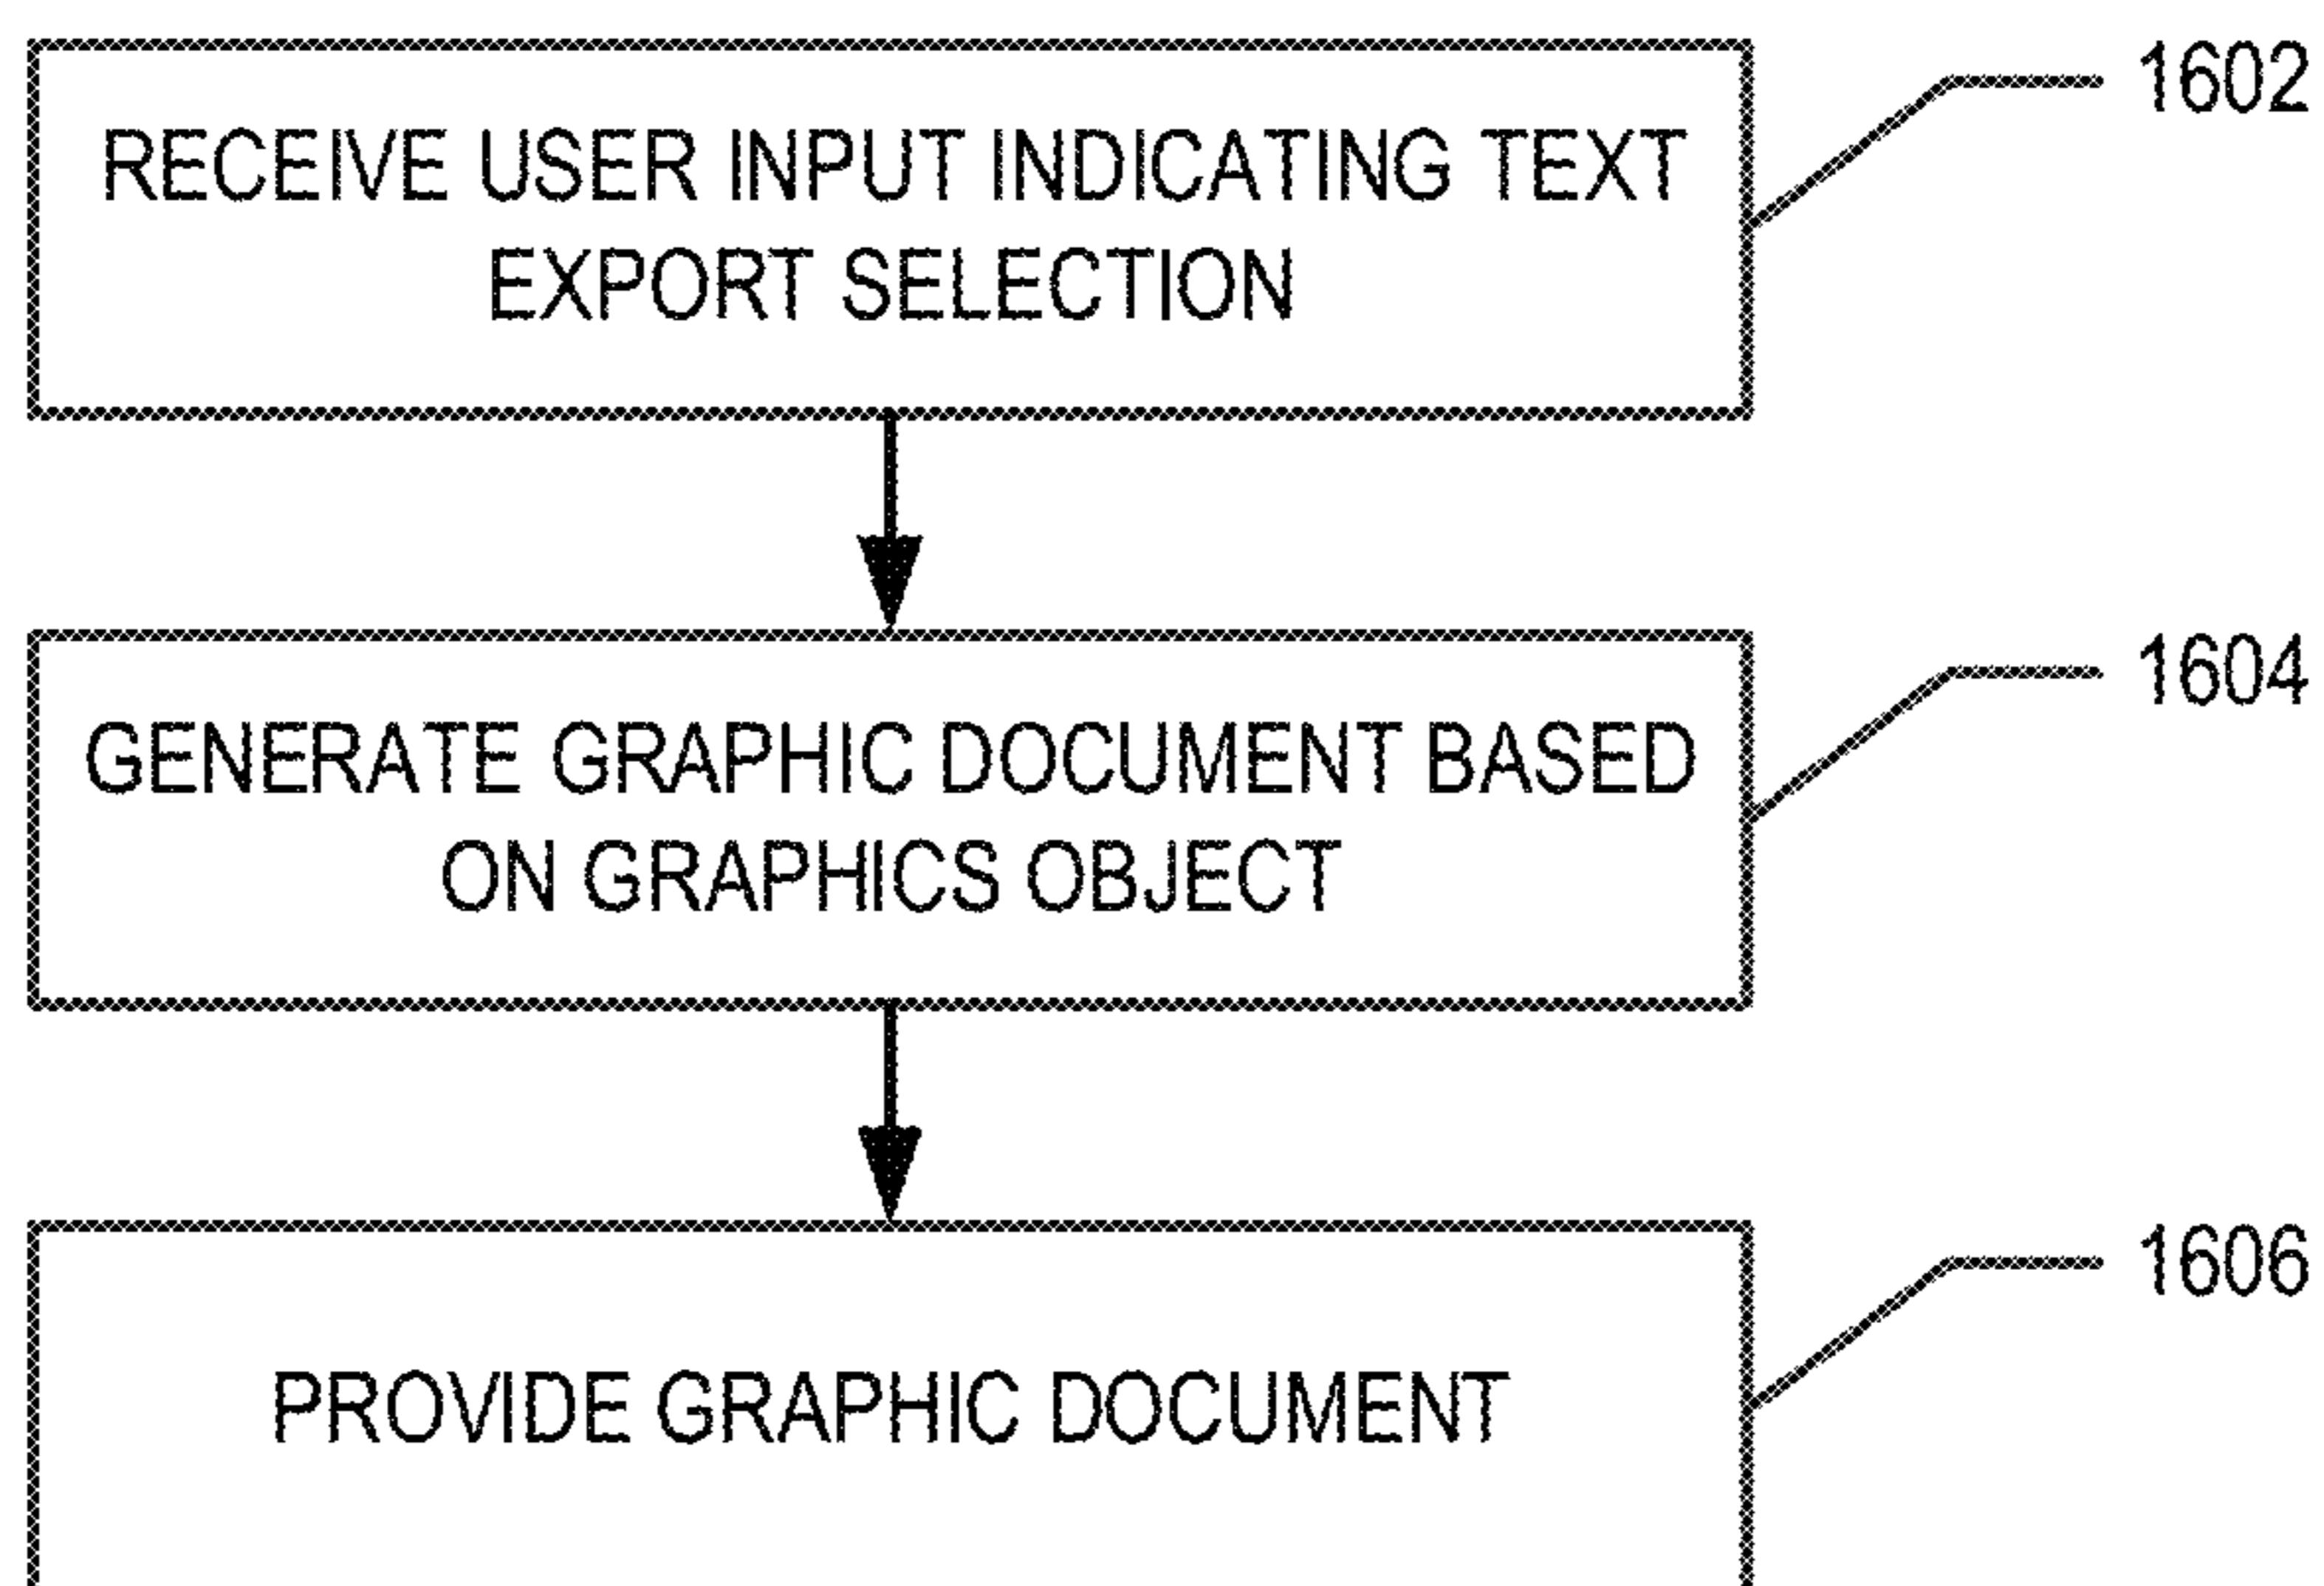 1602
RECEIVE USER INPUT INDICATING TEXT
EXPORT SELECTION
1604
GENERATE GRAPHIC DOCUMENT BASED
ON GRAPHICS OBJECT
1606
PROVIDE GRAPHIC DOCUMENT